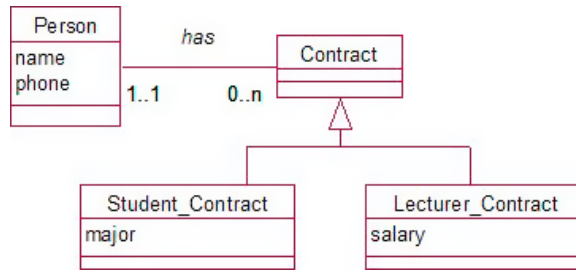 Person
name
phone
has
1..1
0..n
Contract
Student_Contract
major
Lecturer_Contract
salary